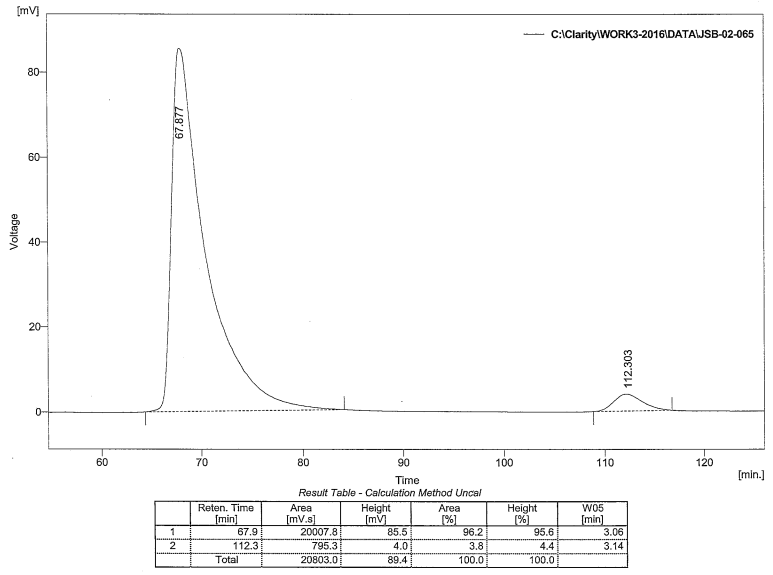 [mV]
C:\Clarity\WORK3-2016\DATA\JSB-02-065
80
67.877
60
Voltage
40
20
112.303
0
60 70 80 90 100 110 120
Time [min.]
Result Table - Calculation Method Uncal
Reten. Time Area Height Area Height W05
[min] [mV.s] [mV] [%] [%] [min]
1 67.9 20007.8 85.5 96.2 95.6 3.06
2 112.3 795.3 4.0 3.8 4.4 3.14
Total 20803.0 89.4 100.0 100.0